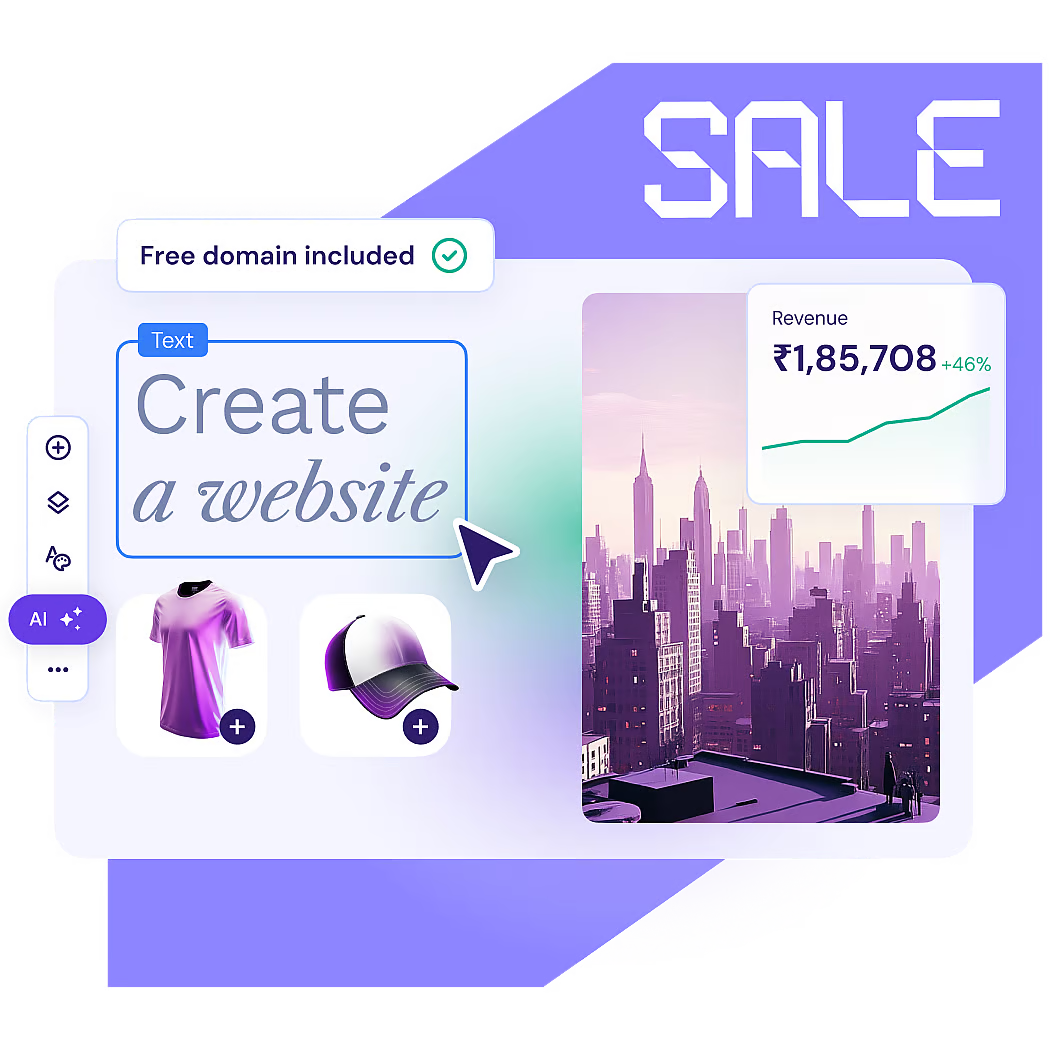 SALE
Free domain included
Text
Create
a website
Revenue
₹1,85,708 +46%
AI